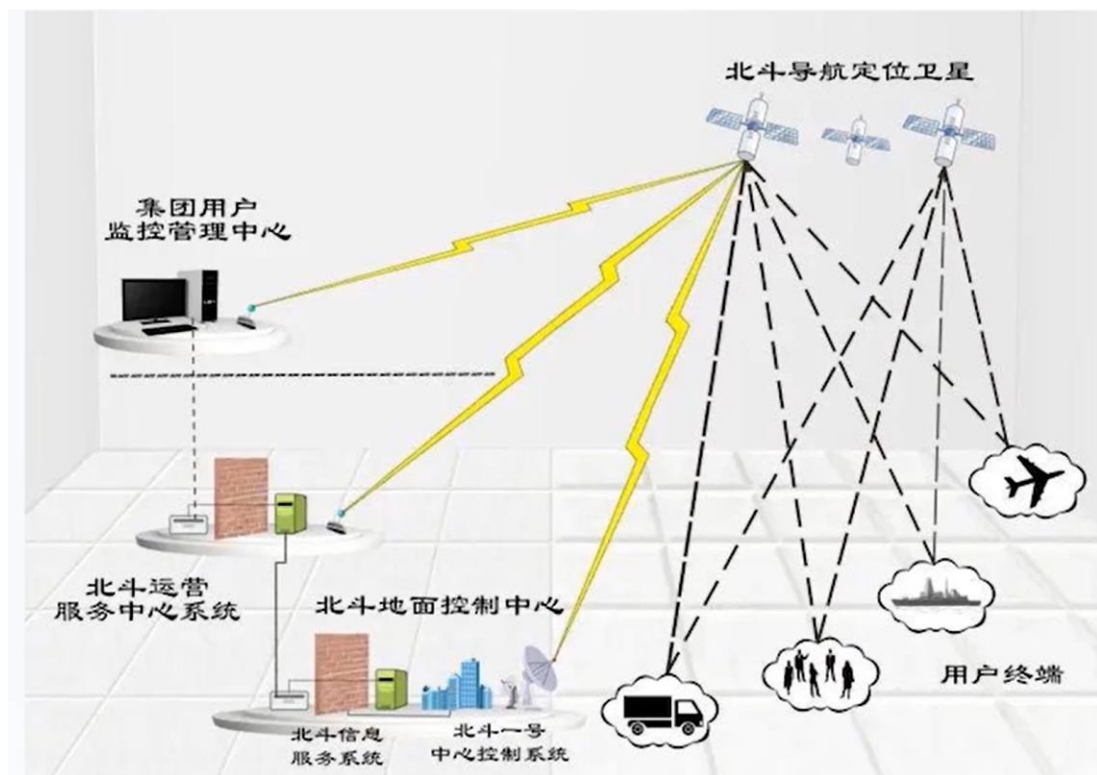 北斗导航定位卫星
集团用户
监控管理中心
北斗运营
服务中心系统
北斗地面控制中心
用户终端
北斗信息
服务系统
北斗一号
中心控制系统